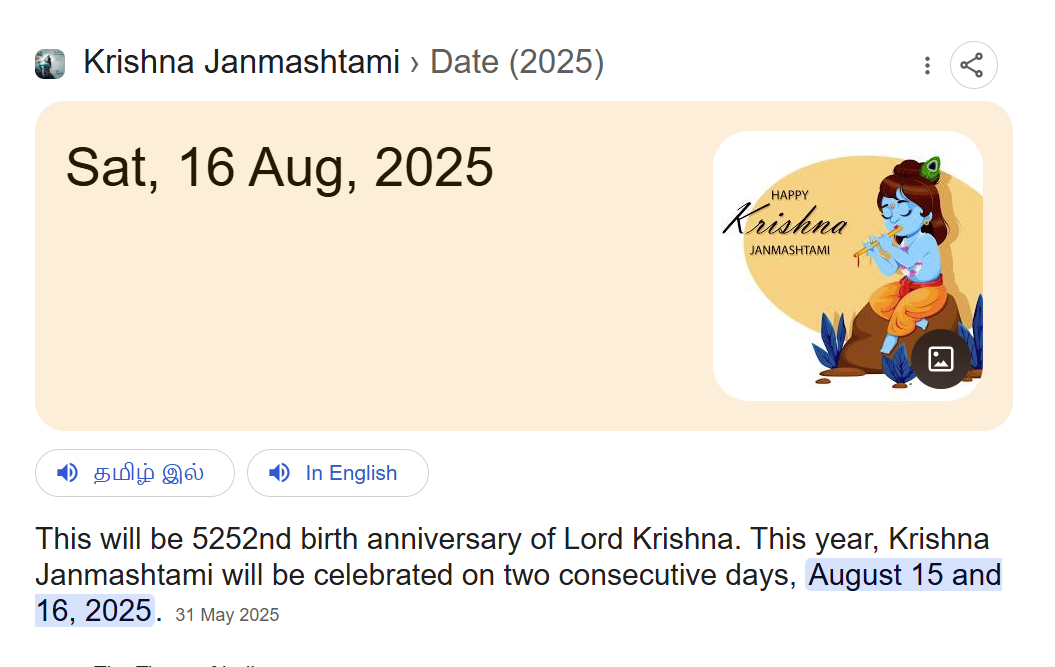 Krishna Janmashtami › Date (2025)
Sat, 16 Aug, 2025
HAPPY
Krishna
JANMASHTAMI
தமிழ் இல்
In English
This will be 5252nd birth anniversary of Lord Krishna. This year, Krishna
Janmashtami will be celebrated on two consecutive days, August 15 and
16, 2025. 31 May 2025